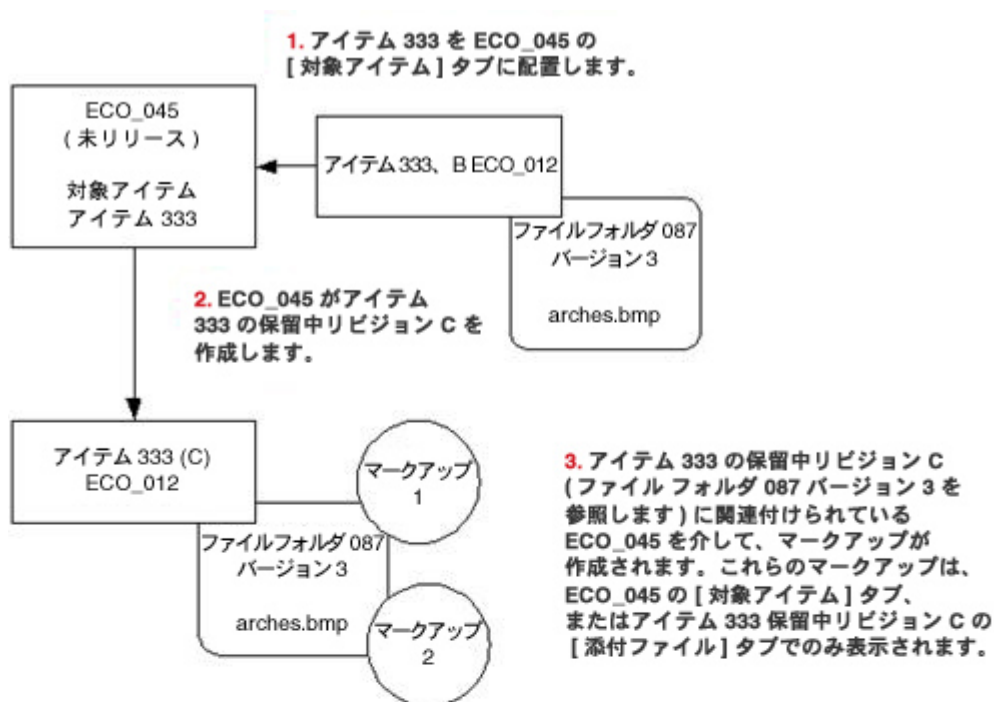 1. アイテム 333 を ECO_045 の
[ 対象アイテム ] タブに配置します。
ECO_045
( 未リリース )
対象アイテム
アイテム 333
アイテム 333、B ECO_012
ファイルフォルダ 087
バージョン 3
arches.bmp
2. ECO_045 がアイテム
333 の保留中リビジョン C を
作成します。
アイテム 333 (C)
ECO_012
マークアップ
1
ファイルフォルダ 087
バージョン 3
arches.bmp
マークアップ
2
3. アイテム 333 の保留中リビジョン C
( ファイル フォルダ 087 バージョン 3 を
参照します ) に関連付けられている
ECO_045 を介して、マークアップが
作成されます。これらのマークアップは、
ECO_045 の [ 対象アイテム ] タブ、
またはアイテム 333 保留中リビジョン C の
[ 添付ファイル ] タブでのみ表示されます。